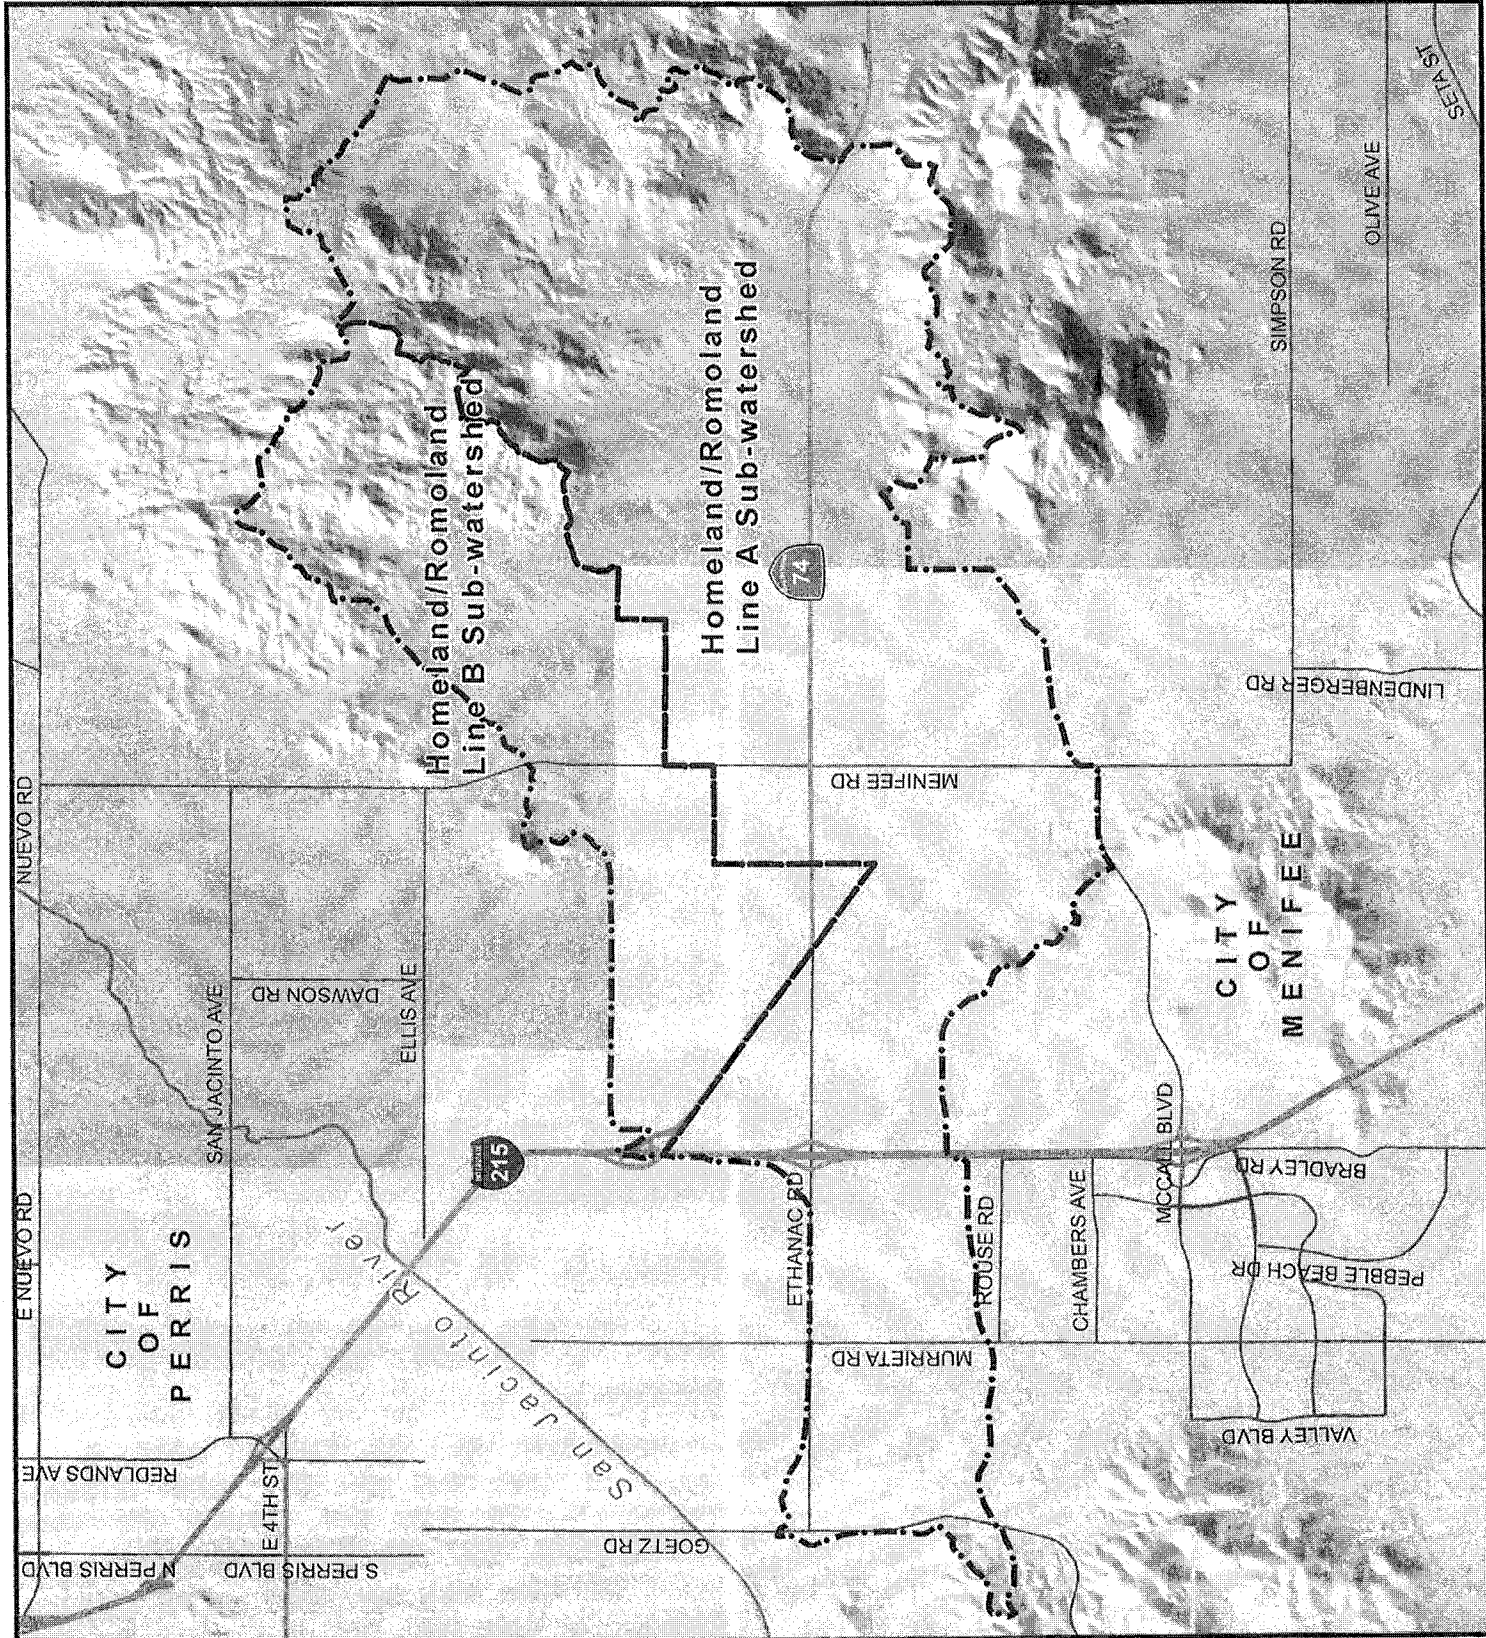 E NUEVO RD
NUEVO RD
CITY
OF
PERRIS
SAN JACINTO AVE
DAWSON RD
ELLIS AVE
REDLANDS AVE
E 4TH ST
N PERRIS BLVD
S PERRIS BLVD
San Jacinto River
215
GOETZ RD
Homeland/Romoland
Line B Sub-watershed
Homeland/Romoland
Line A Sub-watershed
74
MENIFEE RD
ETHANAC RD
MURRIETA RD
ROUSE RD
CHAMBERS AVE
MCCALL BLVD
BRADLEY RD
PEBBLE BEACH DR
VALLEY BLVD
CITY
OF
MENIFEE
LINDENBERGER RD
SIMPSON RD
OLIVE AVE
SETA ST